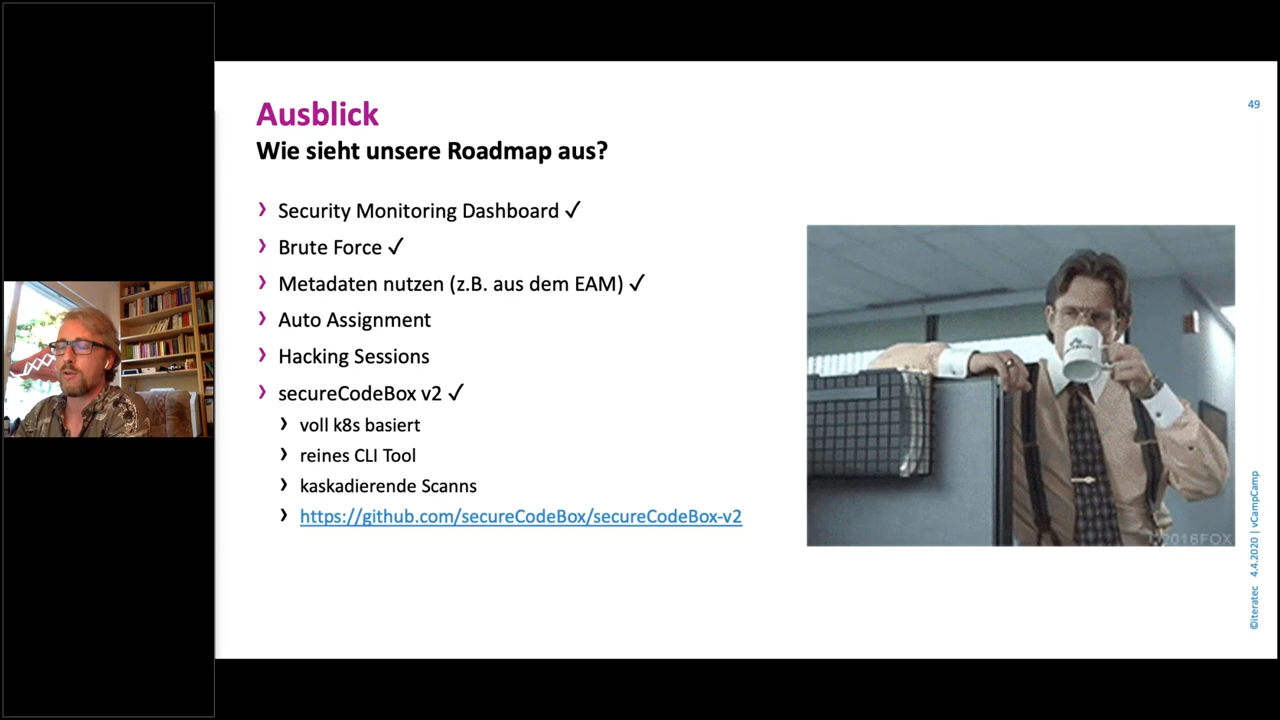 49
Ausblick
Wie sieht unsere Roadmap aus?
› Security Monitoring Dashboard ✓
› Brute Force ✓
› Metadaten nutzen (z.B. aus dem EAM) ✓
› Auto Assignment
› Hacking Sessions
› secureCodeBox v2 ✓
› voll k8s basiert
› reines CLI Tool
› kaskadierende Scanns
› https://github.com/secureCodeBox/secureCodeBox-v2
2016FOX
©iteratec 4.4.2020 | vCampCamp